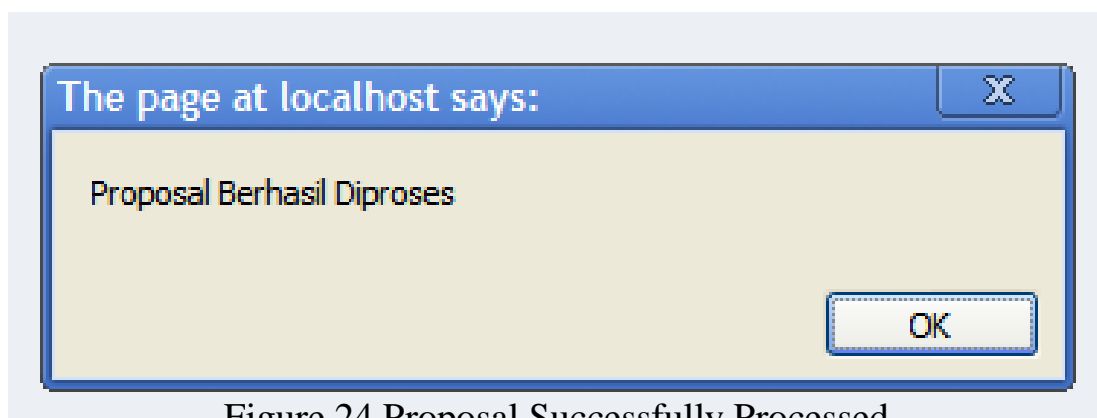 The page at localhost says:
X
Proposal Berhasil Diproses
OK
Figure 24 Proposal Successfully Processed